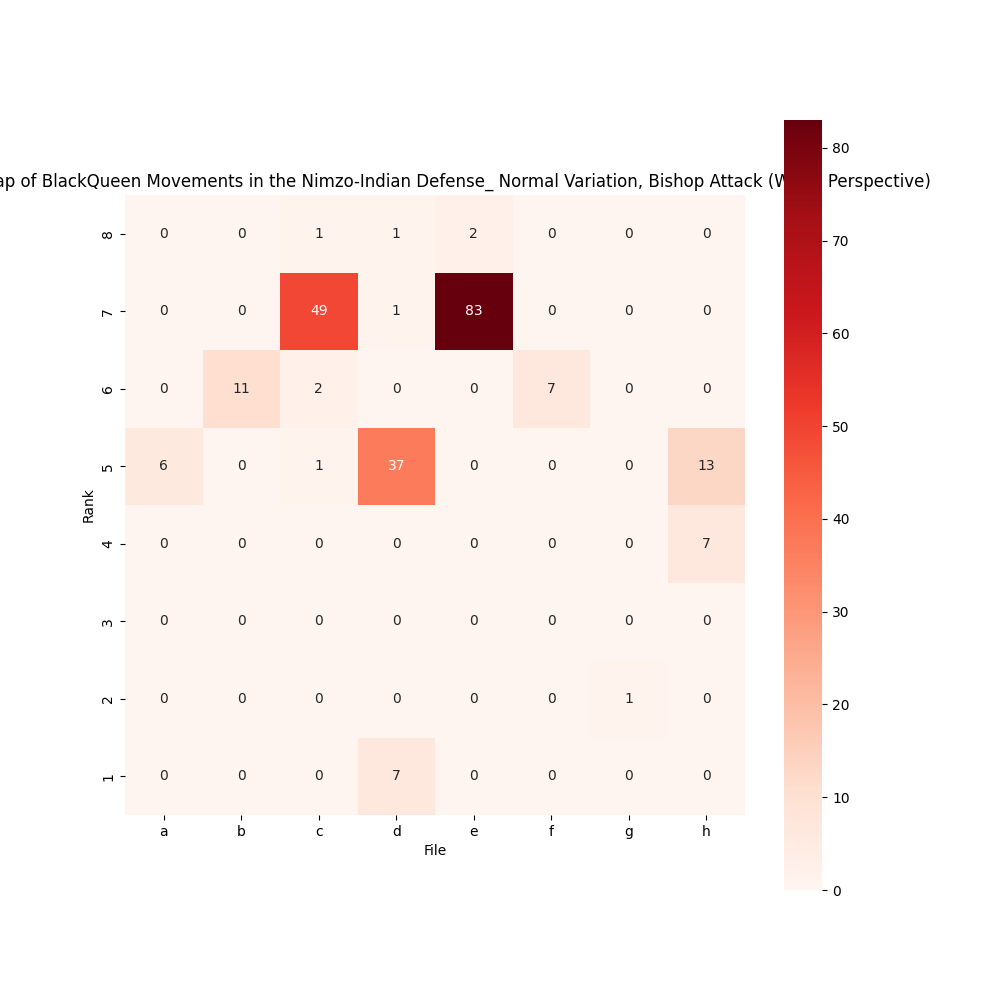 ap of BlackQueen Movements in the Nimzo-Indian Defense_ Normal Variation, Bishop Attack (W Perspective)
8 0 0 1 1 2 0 0 0
7 0 0 49 1 83 0 0 0
6 0 11 2 0 0 7 0 0
5 6 0 1 37 0 0 0 13
4 0 0 0 0 0 0 0 7
3 0 0 0 0 0 0 0 0
2 0 0 0 0 0 0 1 0
1 0 0 0 7 0 0 0 0
Rank
a b c d e f g h
File
80
70
60
50
40
30
20
10
0